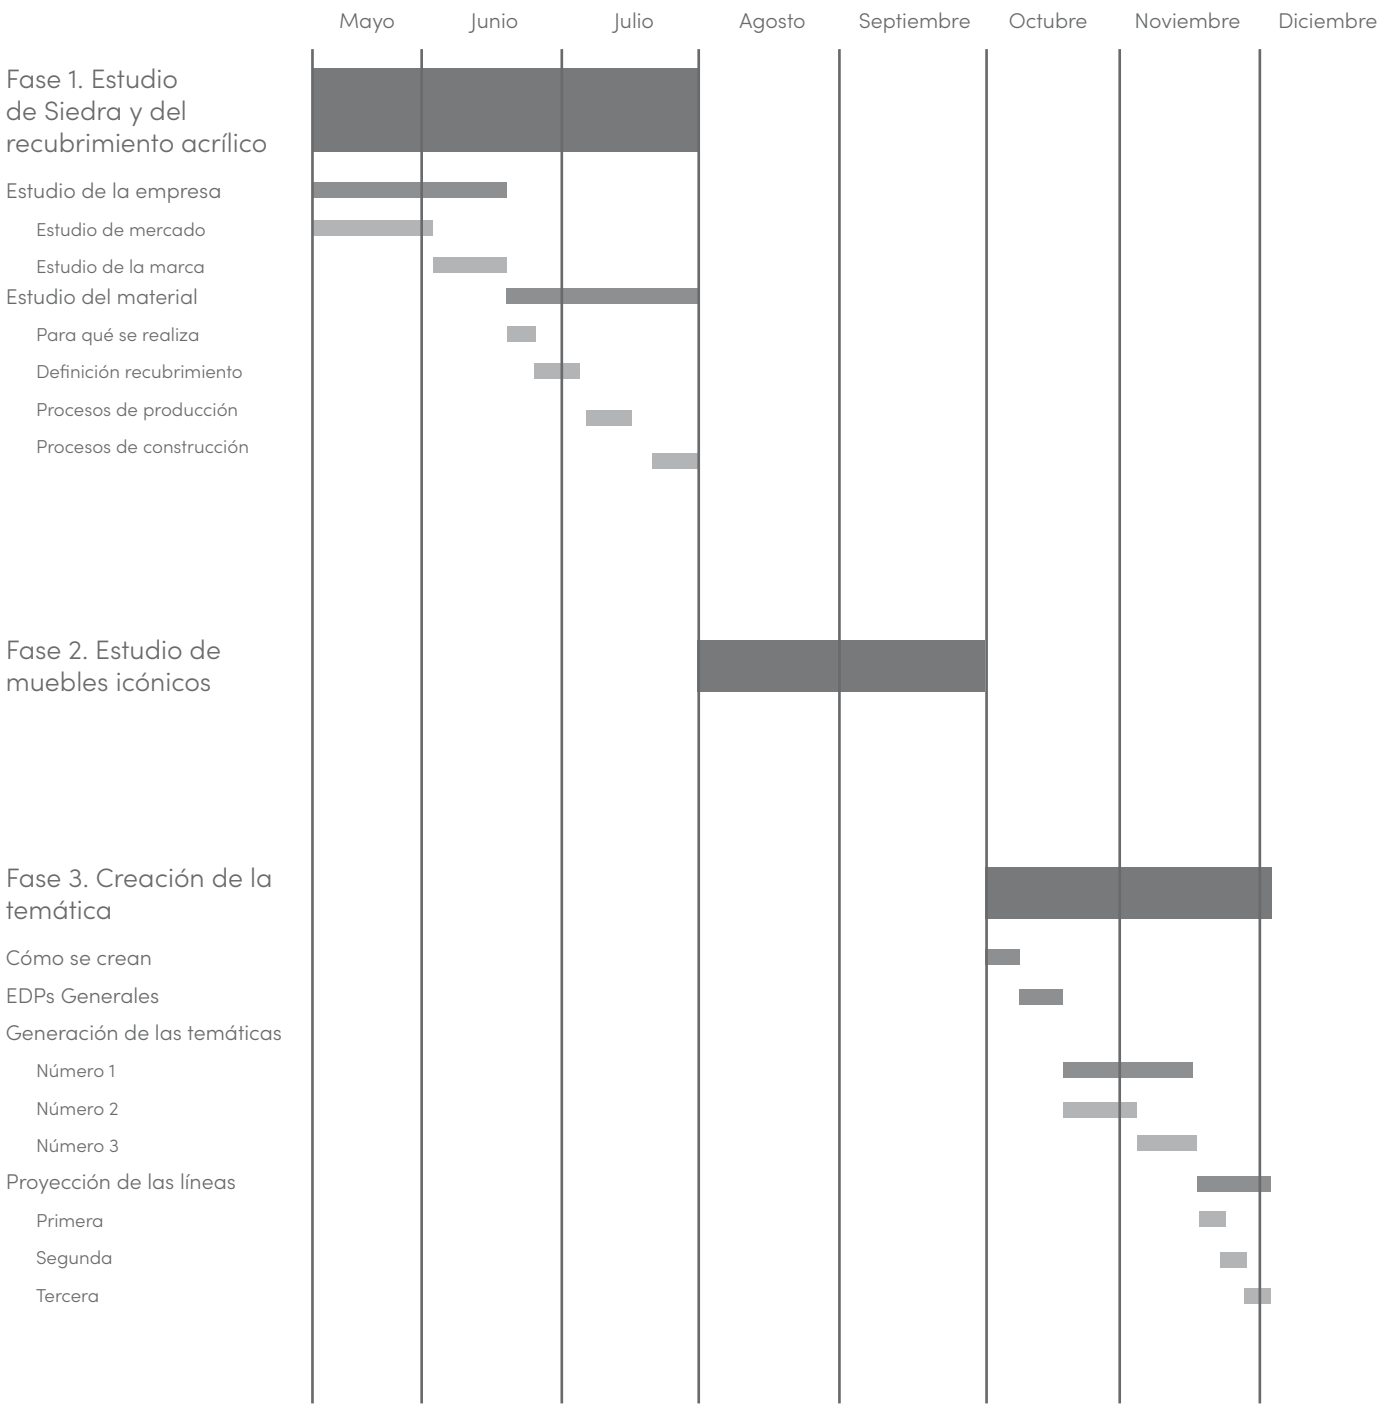 Mayo Junio Julio Agosto Septiembre Octubre Noviembre Diciembre
Fase 1. Estudio
de Siedra y del
recubrimiento acrílico
Estudio de la empresa
Estudio de mercado
Estudio de la marca
Estudio del material
Para qué se realiza
Definición recubrimiento
Procesos de producción
Procesos de construcción
Fase 2. Estudio de
muebles icónicos
Fase 3. Creación de la
temática
Cómo se crean
EDPs Generales
Generación de las temáticas
Número 1
Número 2
Número 3
Proyección de las líneas
Primera
Segunda
Tercera